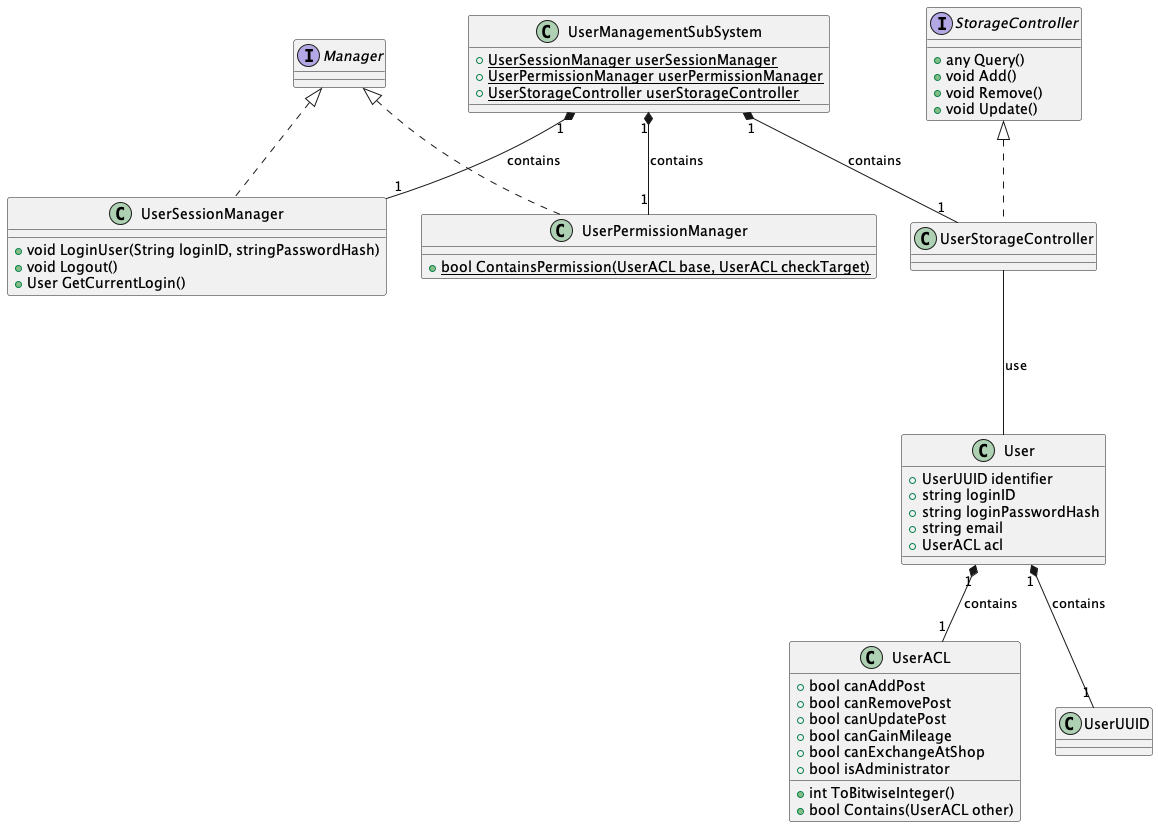 I Manager
C UserManagementSubSystem
UserSessionManager userSessionManager
UserPermissionManager userPermissionManager
UserStorageController userStorageController
I StorageController
any Query()
void Add()
void Remove()
void Update()
1
1
1
contains
contains
contains
1
1
1
C UserSessionManager
void LoginUser(String loginID, stringPasswordHash)
void Logout()
User GetCurrentLogin()
C UserPermissionManager
bool ContainsPermission(UserACL base, UserACL checkTarget)
C UserStorageController
use
C User
UserUUID identifier
string loginID
string loginPasswordHash
string email
UserACL acl
1
1
contains
contains
1
1
C UserACL
bool canAddPost
bool canRemovePost
bool canUpdatePost
bool canGainMileage
bool canExchangeAtShop
bool isAdministrator
int ToBitwiseInteger()
bool Contains(UserACL other)
C UserUUID